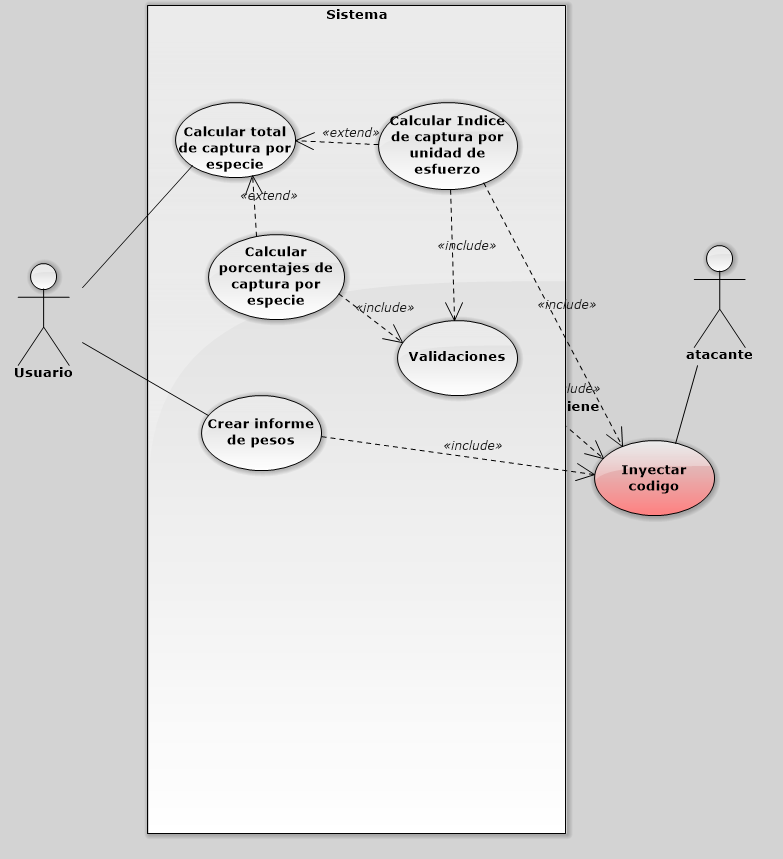 Sistema
Calcular total
de captura por
especie
«extend»
Calcular Indice
de captura por
unidad de
esfuerzo
«extend»
Calcular
porcentajes de
captura por
especie
«include»
«include»
«include»
Validaciones
Usuario
atacante
lude»
iene
Crear informe
de pesos
«include»
Inyectar
codigo